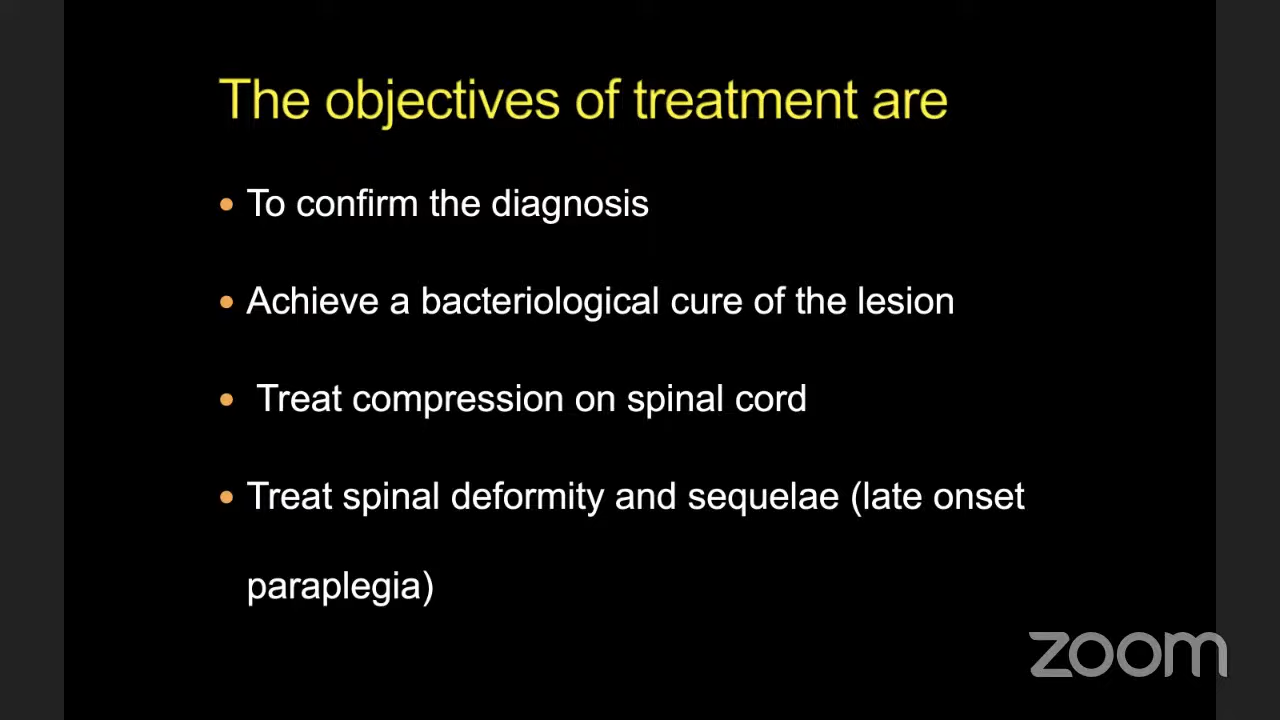 The objectives of treatment are
• To confirm the diagnosis
• Achieve a bacteriological cure of the lesion
• Treat compression on spinal cord
• Treat spinal deformity and sequelae (late onset
paraplegia)
zoom